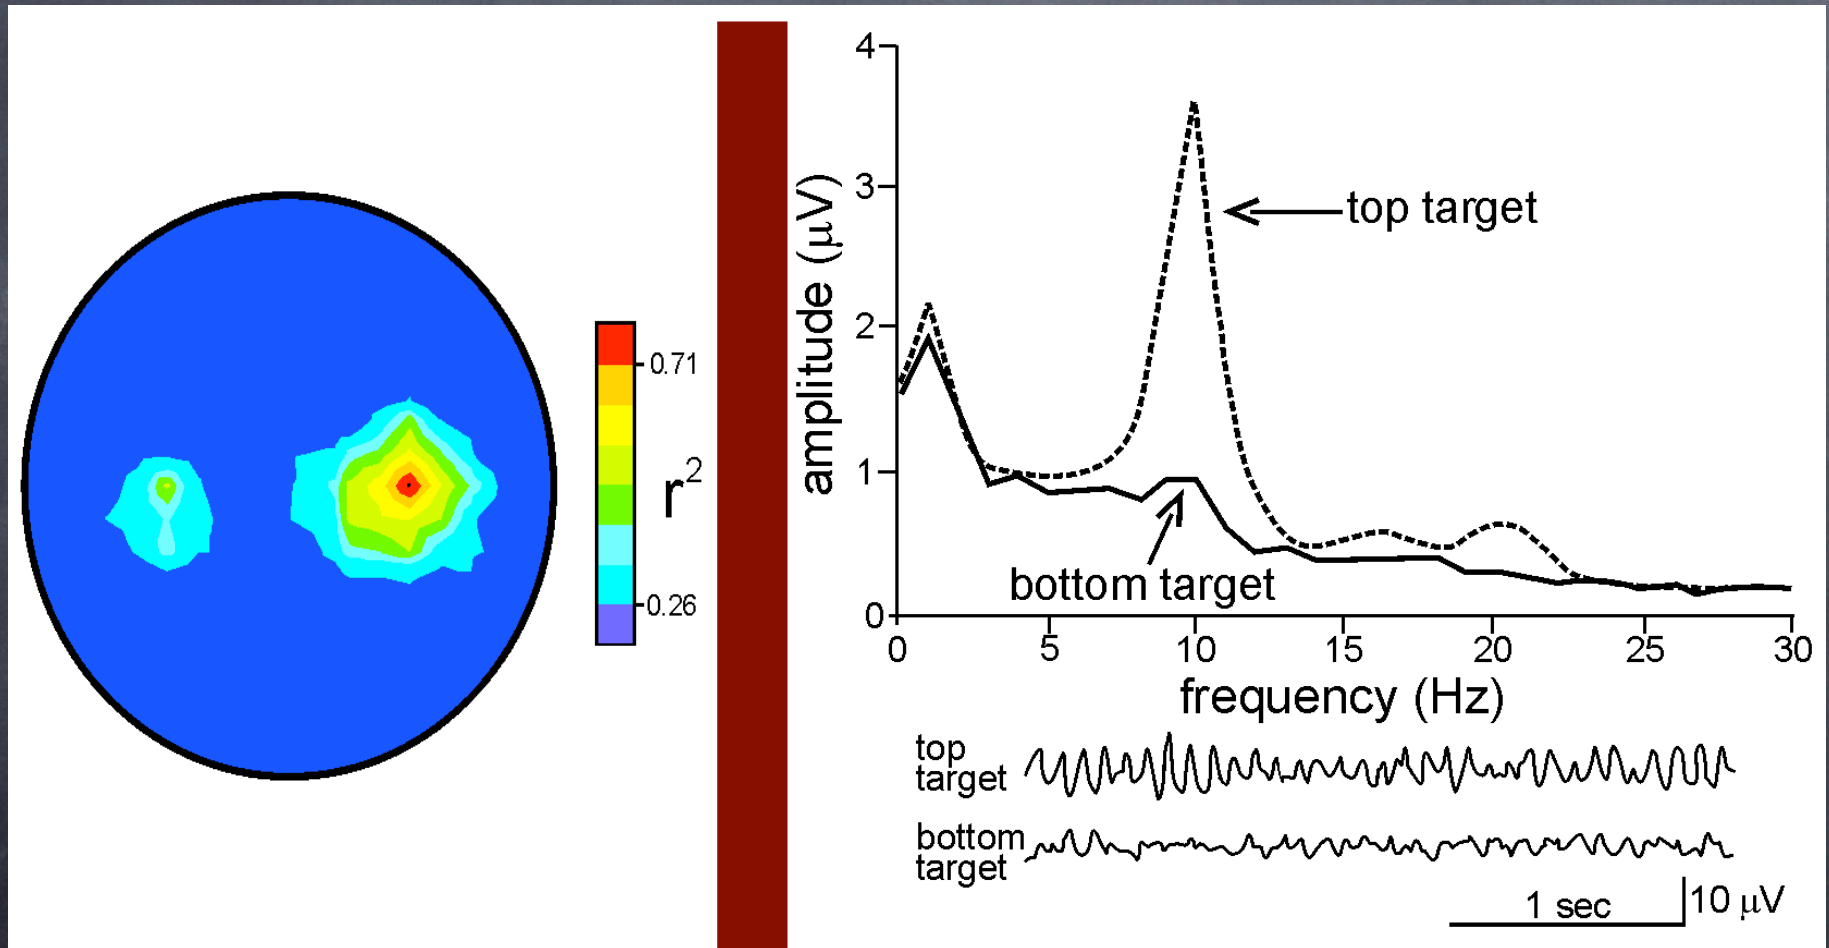 0.71
r²
0.26
4
3
2
1
0
amplitude (μV)
top target
bottom target
0 5 10 15 20 25 30
frequency (Hz)
top
target
bottom
target
1 sec
10 μV